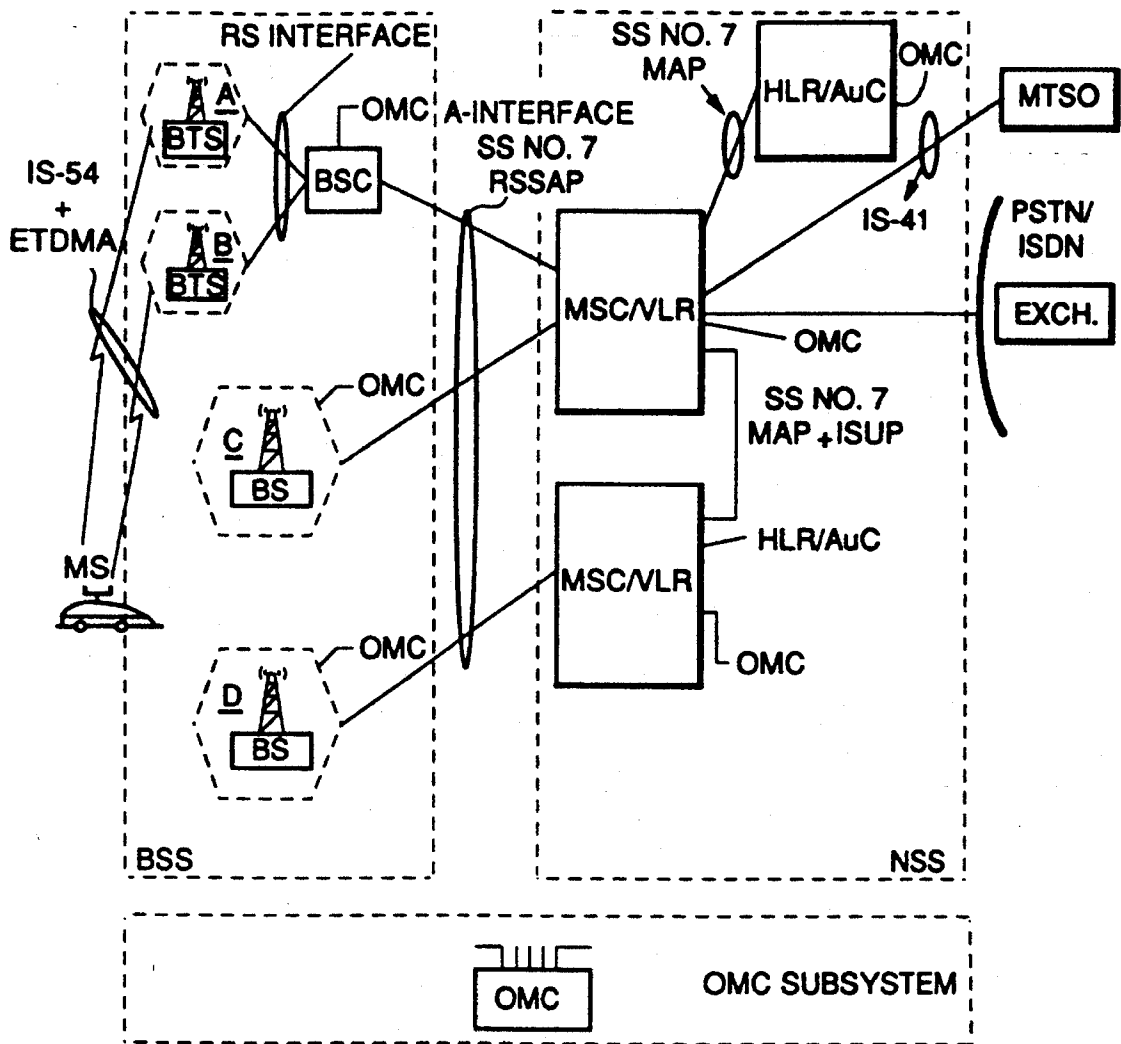 RS INTERFACE
A
BTS
OMC
A-INTERFACE
SS NO. 7
RSSAP
BSC
IS-54
+
ETDMA
B
BTS
SS NO. 7
MAP
HLR/AuC
OMC
MTSO
IS-41
PSTN/
ISDN
EXCH.
MSC/VLR
OMC
SS NO. 7
MAP + ISUP
OMC
C
BS
MS
MSC/VLR
HLR/AuC
OMC
OMC
D
BS
BSS
NSS
OMC
OMC SUBSYSTEM